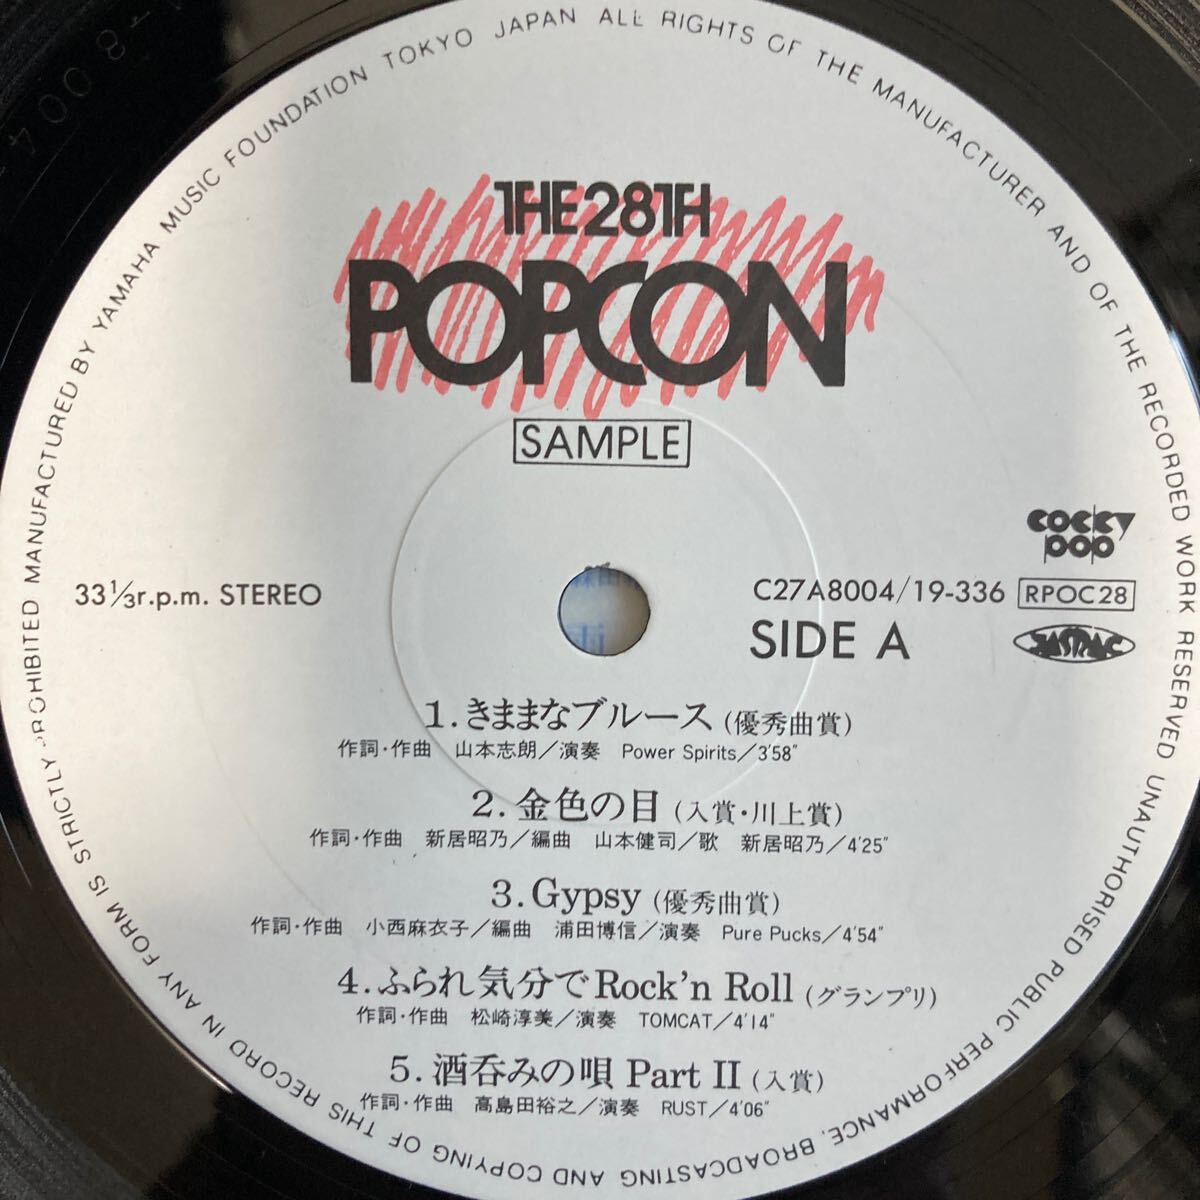 MANUFACTURED BY YAMAHA MUSIC FOUNDATION TOKYO JAPAN ALL RIGHTS OF THE MANUFACTURER AND OF THE RECORDED WORK RESERVED UNAUTHORISED PUBLIC PERFORMANCE, BROADCASTING AND COPYING OF THIS RECORD IN ANY FORM IS STRICTLY PROHIBITED
THE 28TH
POPCON
SAMPLE
cocky
pop
33⅓r.p.m. STEREO
C27A8004/19-336 RPOC28
SIDE A
JASRAC
1.きままなブルース(優秀曲賞)
作詞・作曲 山本志朗/演奏 Power Spirits/3'58"
2.金色の目(入賞・川上賞)
作詞・作曲 新居昭乃/編曲 山本健司/歌 新居昭乃/4'25"
3.Gypsy(優秀曲賞)
作詞・作曲 小西麻衣子/編曲 浦田博信/演奏 Pure Pucks/4'54"
4.ふられ気分でRock'n Roll(グランプリ)
作詞・作曲 松崎淳美/演奏 TOMCAT/4'14"
5.酒呑みの唄 Part II(入賞)
作詞・作曲 高島田裕之/演奏 RUST/4'06"